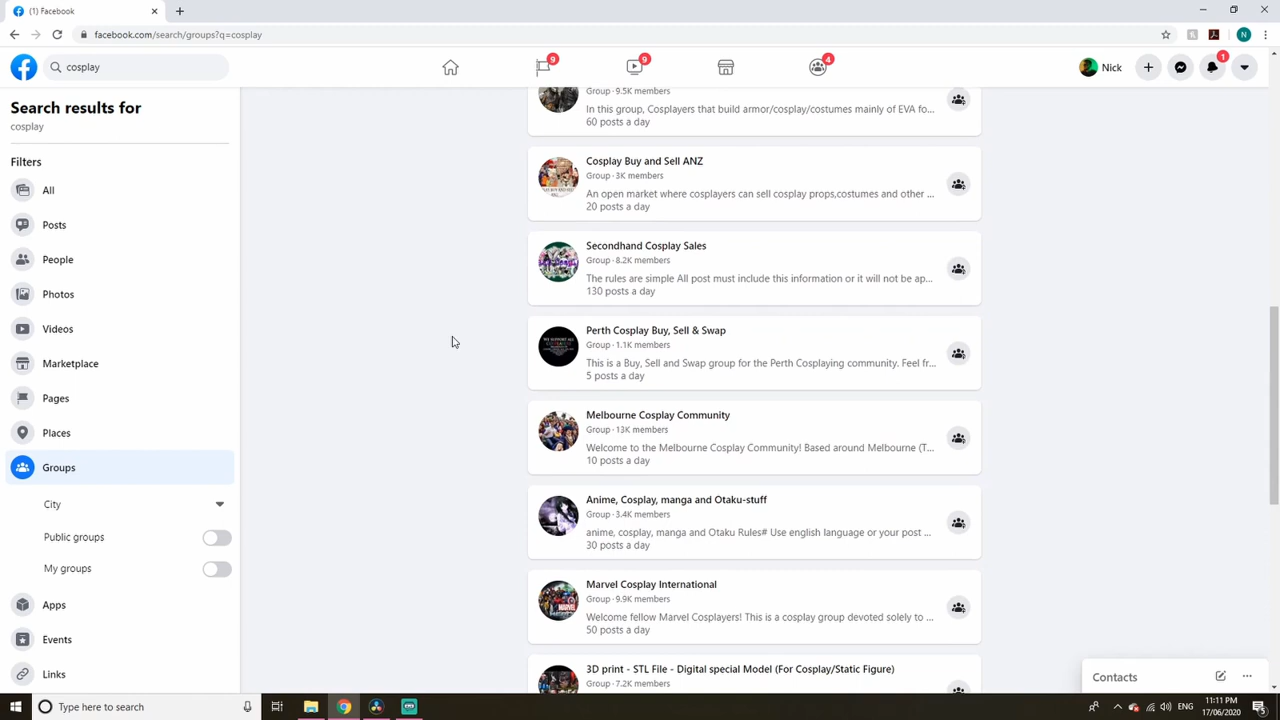 (1) Facebook
facebook.com/search/groups?q=cosplay
N
cosplay
9
9
4
Nick
1
Search results for
cosplay
Filters
All
Posts
People
Photos
Videos
Marketplace
Pages
Places
Groups
City
Public groups
My groups
Apps
Events
Links
Group · 9.5K members
In this group, Cosplayers that build armor/cosplay/costumes mainly of EVA fo...
60 posts a day
Cosplay Buy and Sell ANZ
Group · 3K members
An open market where cosplayers can sell cosplay props,costumes and other ...
20 posts a day
Secondhand Cosplay Sales
Group · 8.2K members
The rules are simple All post must include this information or it will not be ap...
130 posts a day
Perth Cosplay Buy, Sell & Swap
Group · 1.1K members
This is a Buy, Sell and Swap group for the Perth Cosplaying community. Feel fr...
5 posts a day
Melbourne Cosplay Community
Group · 13K members
Welcome to the Melbourne Cosplay Community! Based around Melbourne (T...
10 posts a day
Anime, Cosplay, manga and Otaku-stuff
Group · 3.4K members
anime, cosplay, manga and Otaku Rules# Use english language or your post ...
30 posts a day
Marvel Cosplay International
Group · 9.9K members
Welcome fellow Marvel Cosplayers! This is a cosplay group devoted solely to ...
50 posts a day
3D print - STL File - Digital special Model (For Cosplay/Static Figure)
Group · 7.2K members
Contacts
Type here to search
ENG
11:11 PM
17/06/2020